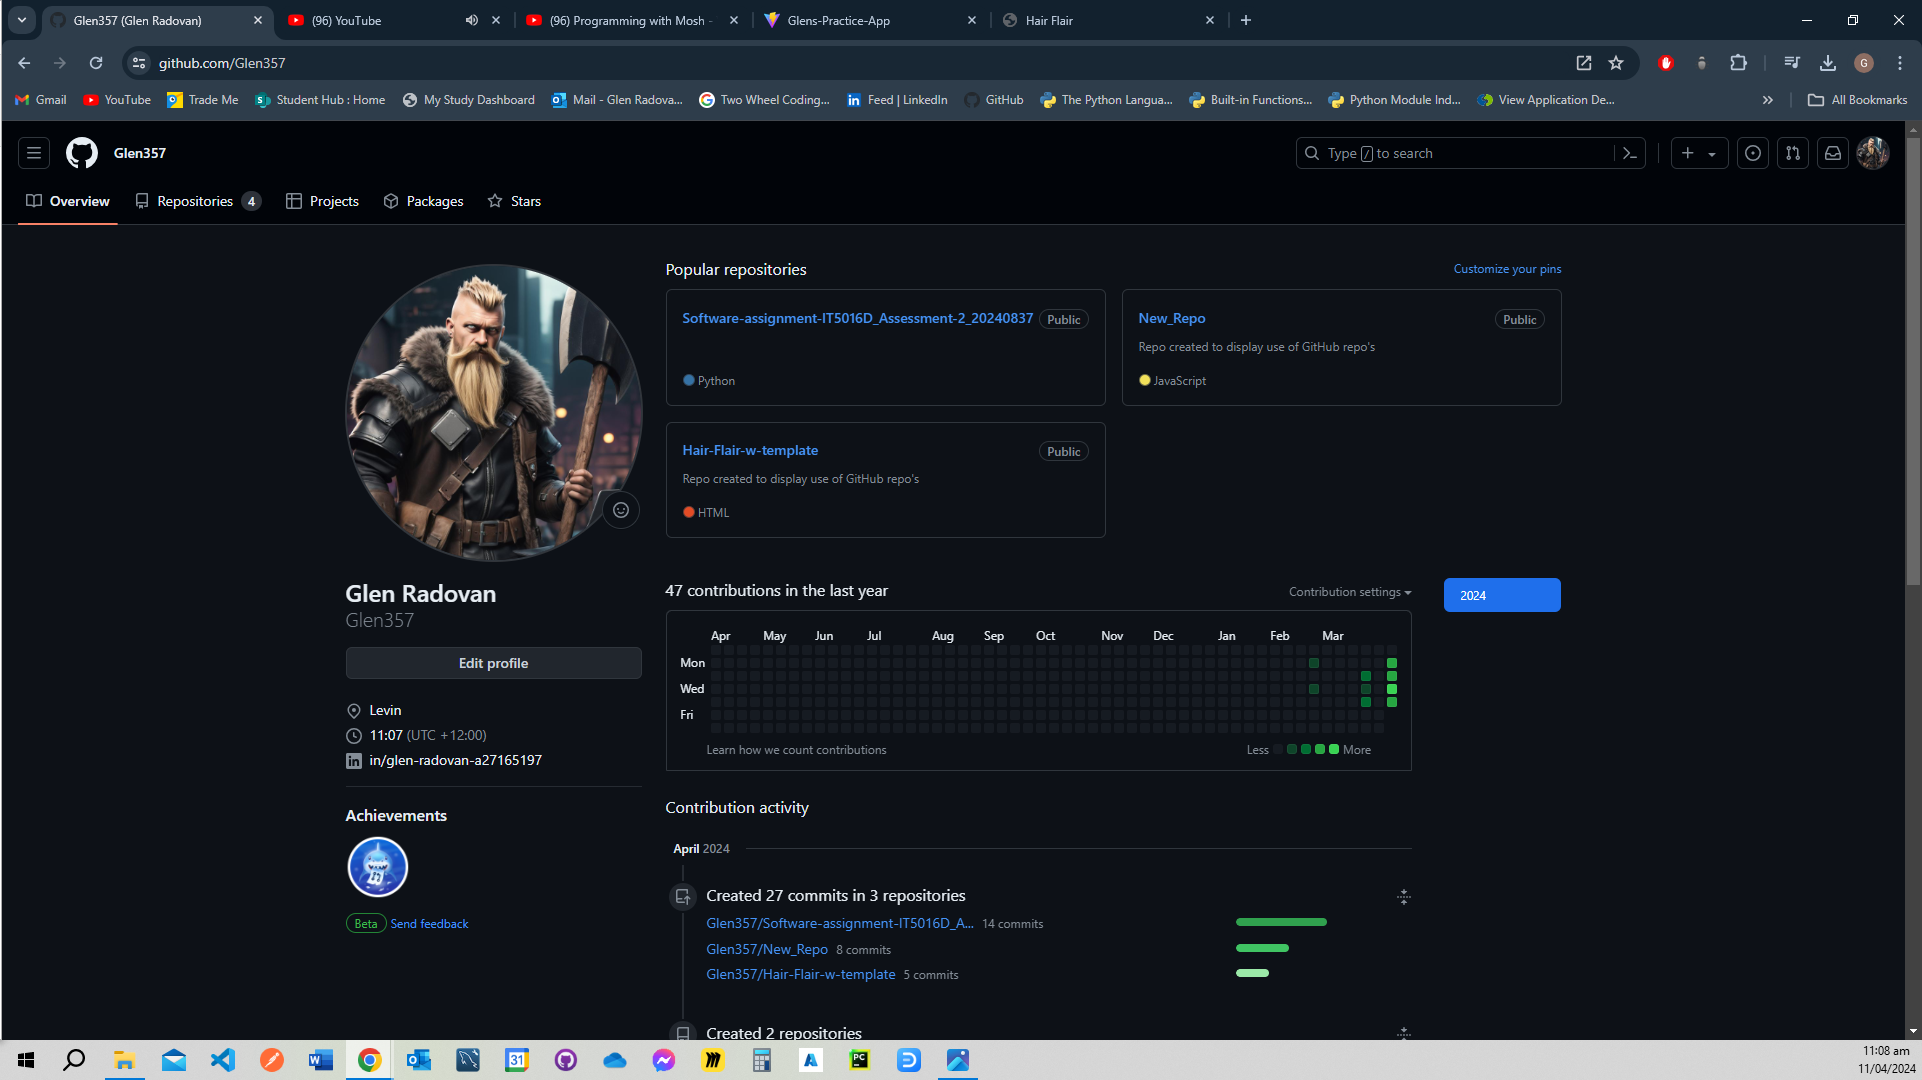 Glen357 (Glen Radovan)
(96) YouTube
(96) Programming with Mosh -
Glens-Practice-App
Hair Flair
github.com/Glen357
G
Gmail
YouTube
Trade Me
Student Hub : Home
My Study Dashboard
Mail - Glen Radova...
Two Wheel Coding...
Feed | LinkedIn
GitHub
The Python Langua...
Built-in Functions...
Python Module Ind...
View Application De...
All Bookmarks
Glen357
Type / to search
Overview
Repositories 4
Projects
Packages
Stars
Popular repositories
Customize your pins
Software-assignment-IT5016D_Assessment-2_20240837 Public
Python
New_Repo Public
Repo created to display use of GitHub repo's
JavaScript
Hair-Flair-w-template Public
Repo created to display use of GitHub repo's
HTML
Glen Radovan
Glen357
Edit profile
Levin
11:07 (UTC +12:00)
in/glen-radovan-a27165197
Achievements
Beta Send feedback
47 contributions in the last year
Contribution settings
2024
Apr May Jun Jul Aug Sep Oct Nov Dec Jan Feb Mar
Mon
Wed
Fri
Learn how we count contributions
Less More
Contribution activity
April 2024
Created 27 commits in 3 repositories
Glen357/Software-assignment-IT5016D_A... 14 commits
Glen357/New_Repo 8 commits
Glen357/Hair-Flair-w-template 5 commits
Created 2 repositories
31
PC
11:08 am
11/04/2024